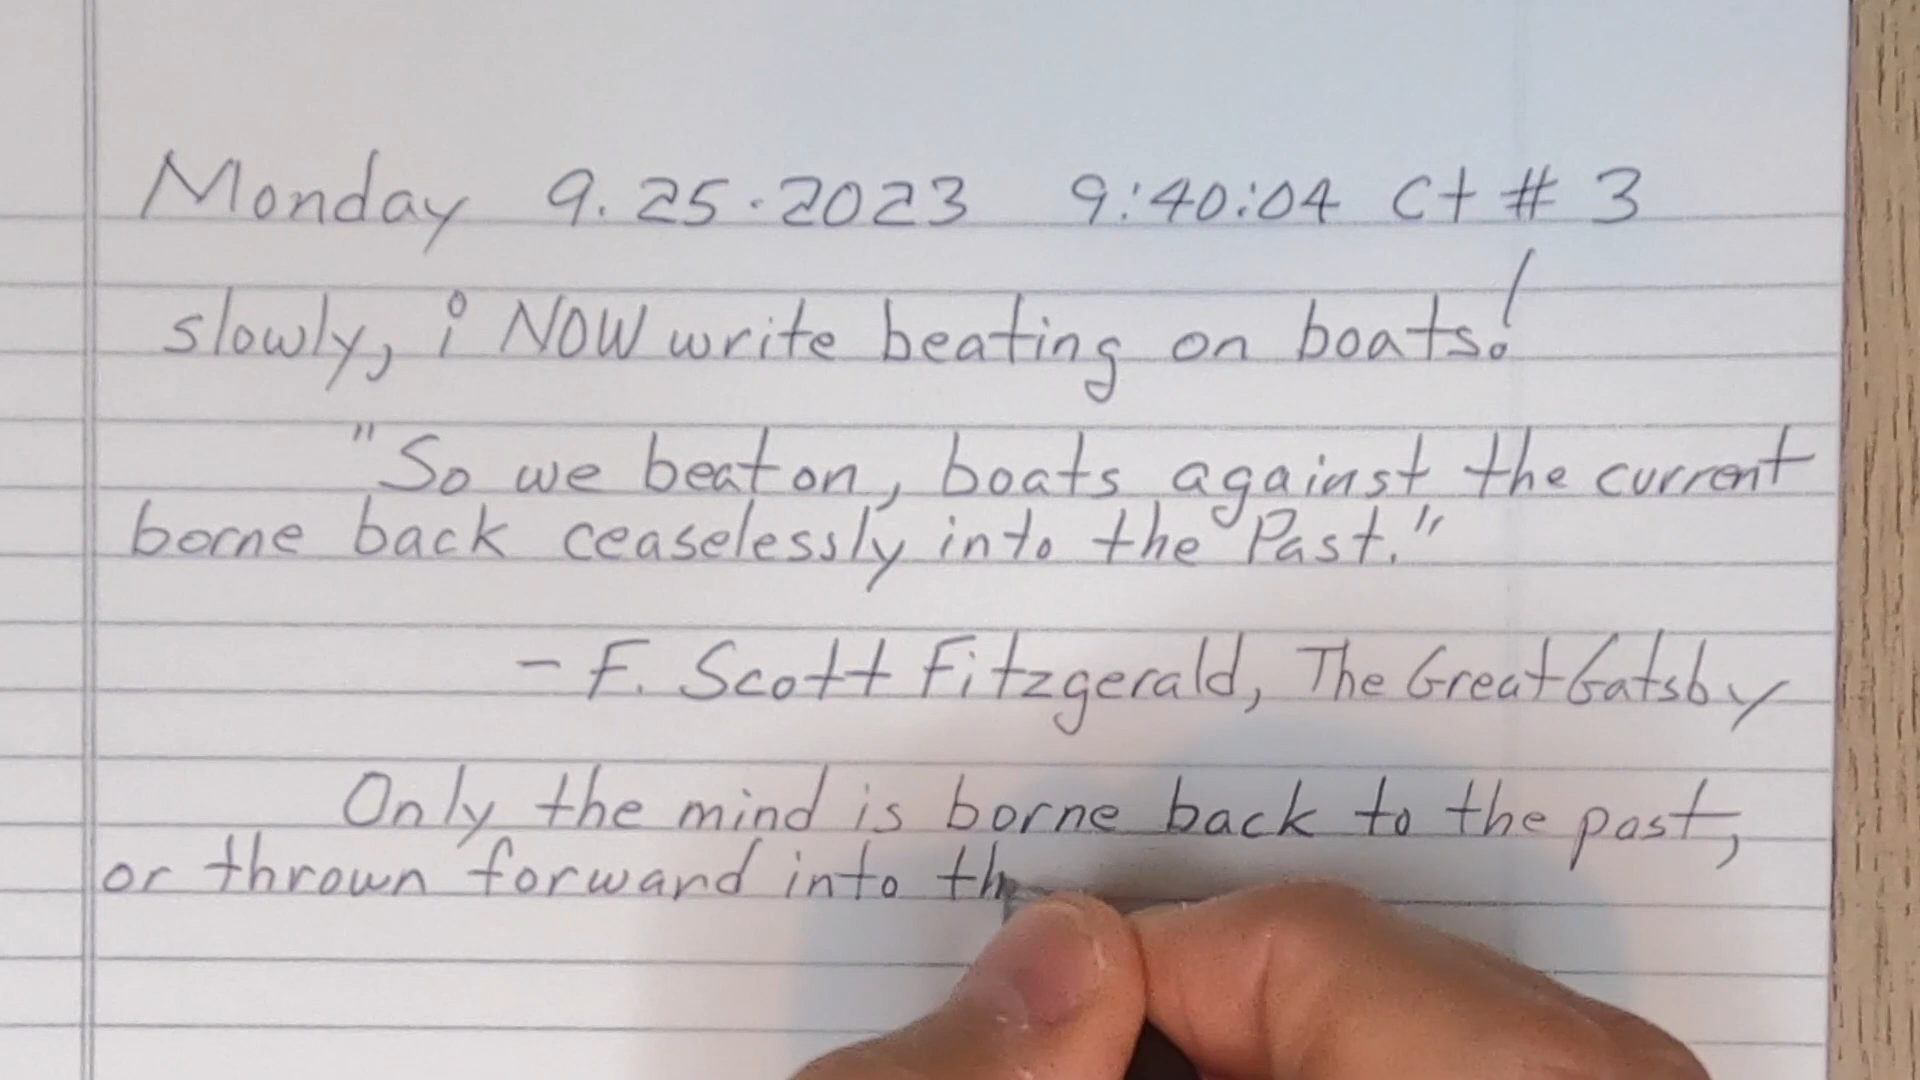 Monday 9.25.2023 9:40:04 Ct # 3
slowly, i NOW write beating on boats!
"So we beat on, boats against the current
borne back ceaselessly into the Past."
- F. Scott Fitzgerald, The Great Gatsby
Only the mind is borne back to the past,
or thrown forward into th